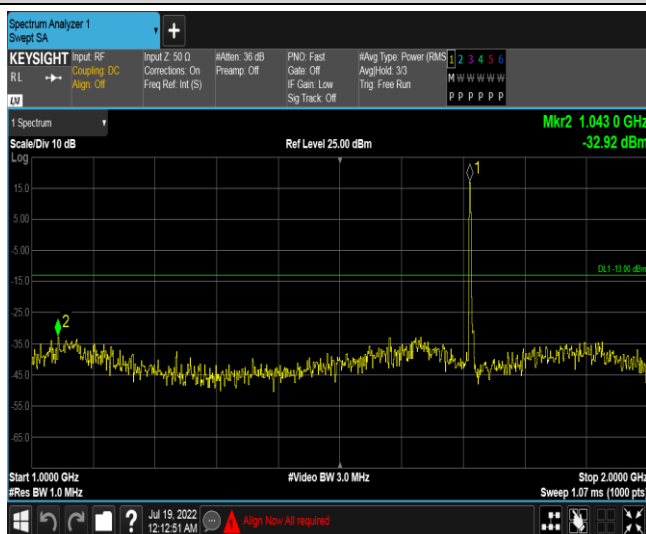 Spectrum Analyzer 1
Swept SA
KEYSIGHT
RL
LXI
Input: RF
Coupling: DC
Align: Off
Input Z: 50 Ω
Corrections: On
Freq Ref: Int (S)
#Atten: 36 dB
Preamp: Off
PNO: Fast
Gate: Off
IF Gain: Low
Sig Track: Off
#Avg Type: Power (RMS
Avg|Hold: 3/3
Trig: Free Run
1 2 3 4 5 6
M W W W W W
P P P P P P
1 Spectrum
Scale/Div 10 dB
Ref Level 25.00 dBm
Mkr2 1.043 0 GHz
-32.92 dBm
Log
15.0
5.00
-5.00
-15.0
-25.0
-35.0
-45.0
-55.0
-65.0
1
DL1 -13.00 dBm
2
Start 1.0000 GHz
#Video BW 3.0 MHz
Stop 2.0000 GHz
#Res BW 1.0 MHz
Sweep 1.07 ms (1000 pts)
?
Jul 19, 2022
12:12:51 AM
Align Now All required